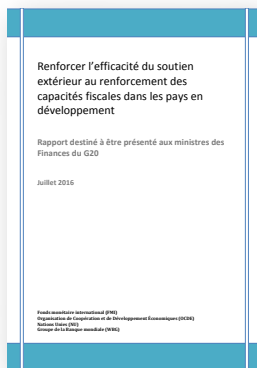 Renforcer l'efficacité du soutien
extérieur au renforcement des
capacités fiscales dans les pays en
développement
Rapport destiné à être présenté aux ministres des
Finances du G20
Juillet 2016
Fonds monétaire international (FMI)
Organisation de Coopération et de Développement Économiques (OCDE)
Nations Unies (NU)
Groupe de la Banque mondiale (WBG)